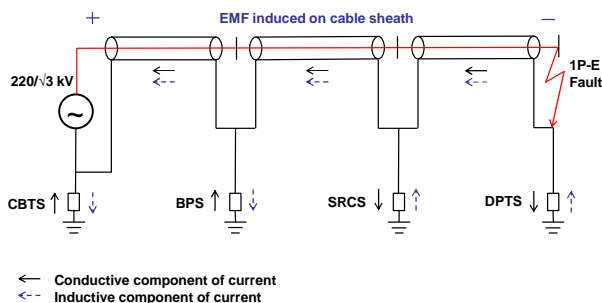 + EMF induced on cable sheath –
220/√3 kV
1P-E
Fault
~
CBTS BPS SRCS DPTS
Conductive component of current
Inductive component of current